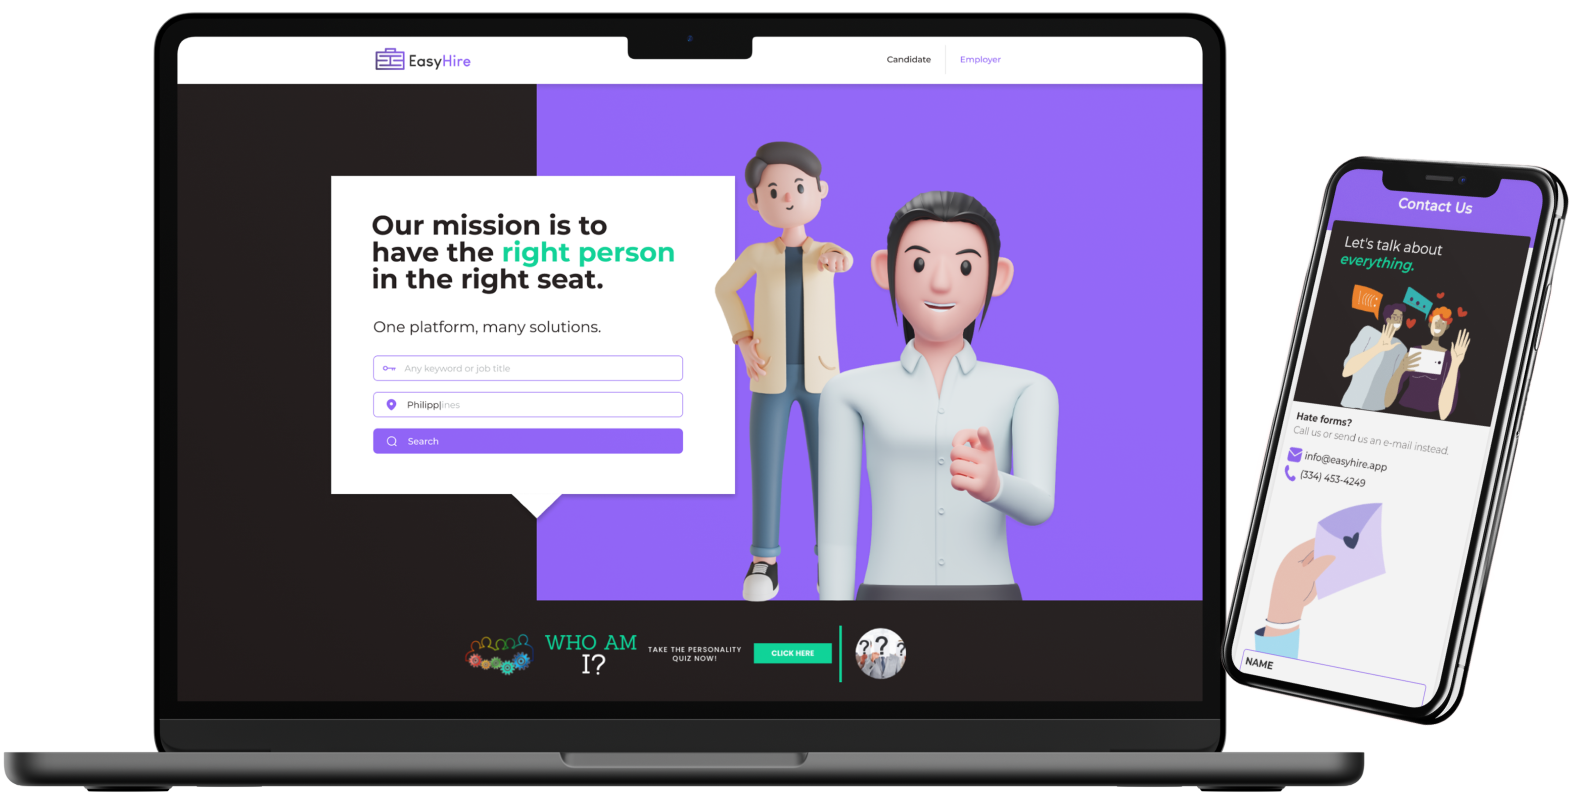 EasyHire
Candidate
Employer
Our mission is to
have the right person
in the right seat.
One platform, many solutions.
Any keyword or job title
Philipp|ines
Search
WHO AM
I?
TAKE THE PERSONALITY
QUIZ NOW!
CLICK HERE
? ? ?
Contact Us
Let's talk about
everything.
Hate forms?
Call us or send us an e-mail instead.
info@easyhire.app
(334) 453-4249
NAME